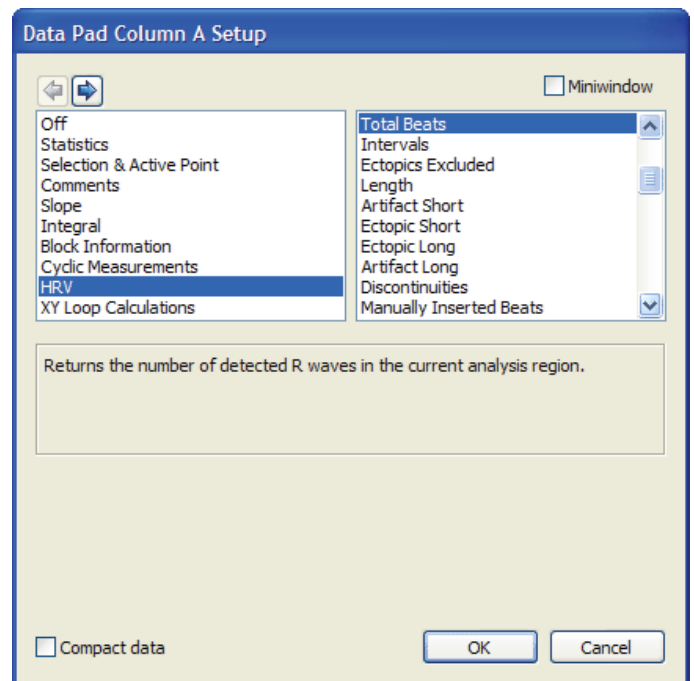 Data Pad Column A Setup
Miniwindow
Off
Statistics
Selection & Active Point
Comments
Slope
Integral
Block Information
Cyclic Measurements
HRV
XY Loop Calculations
Total Beats
Intervals
Ectopics Excluded
Length
Artifact Short
Ectopic Short
Ectopic Long
Artifact Long
Discontinuities
Manually Inserted Beats
Returns the number of detected R waves in the current analysis region.
Compact data
OK
Cancel